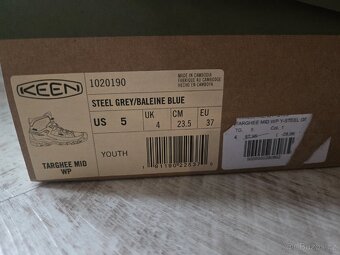 KEEN
1020190
MADE IN CAMBODIA
FABRIQUÉ AU CAMBODGE
HECHO EN CAMBOYA
STEEL GREY/BALEINE BLUE
US 5
UK 4
CM 23.5
EU 37
TARGHEE MID WP
YOUTH
TARGHEE MID WP Y-STEEL GR